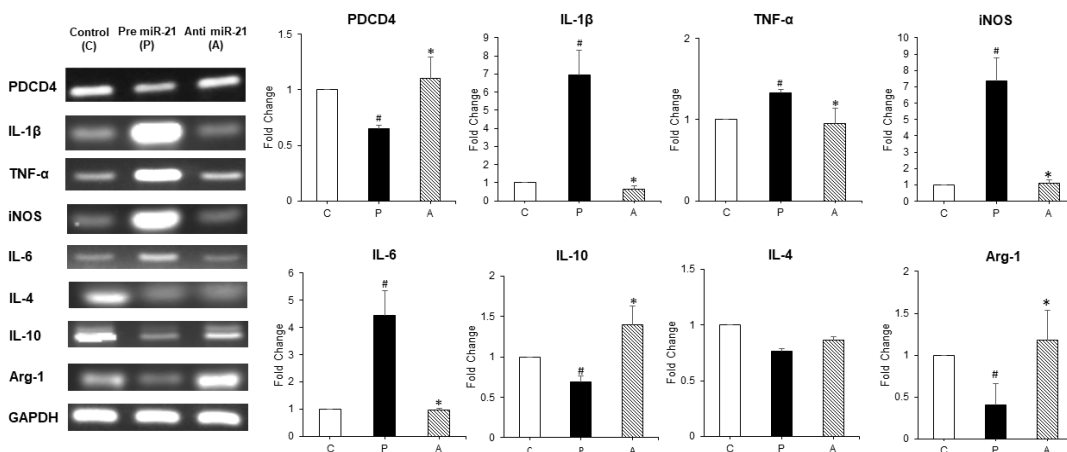 Control (C)
Pre miR-21 (P)
Anti miR-21 (A)
PDCD4
IL-1β
TNF-α
iNOS
IL-6
IL-4
IL-10
Arg-1
GAPDH
PDCD4
Fold Change
1.5
1
0.5
0
#
*
C P A
IL-1β
Fold Change
9
8
7
6
5
4
3
2
1
0
#
*
C P A
TNF-α
Fold Change
2
1
0
#
*
C P A
iNOS
Fold Change
10
9
8
7
6
5
4
3
2
1
0
#
*
C P A
IL-6
Fold Change
6
5
4
3
2
1
0
#
*
C P A
IL-10
Fold Change
2
1.5
1
0.5
0
#
*
C P A
IL-4
Fold Change
1.5
1
0.5
0
C P A
Arg-1
Fold Change
2
1.5
1
0.5
0
#
*
C P A